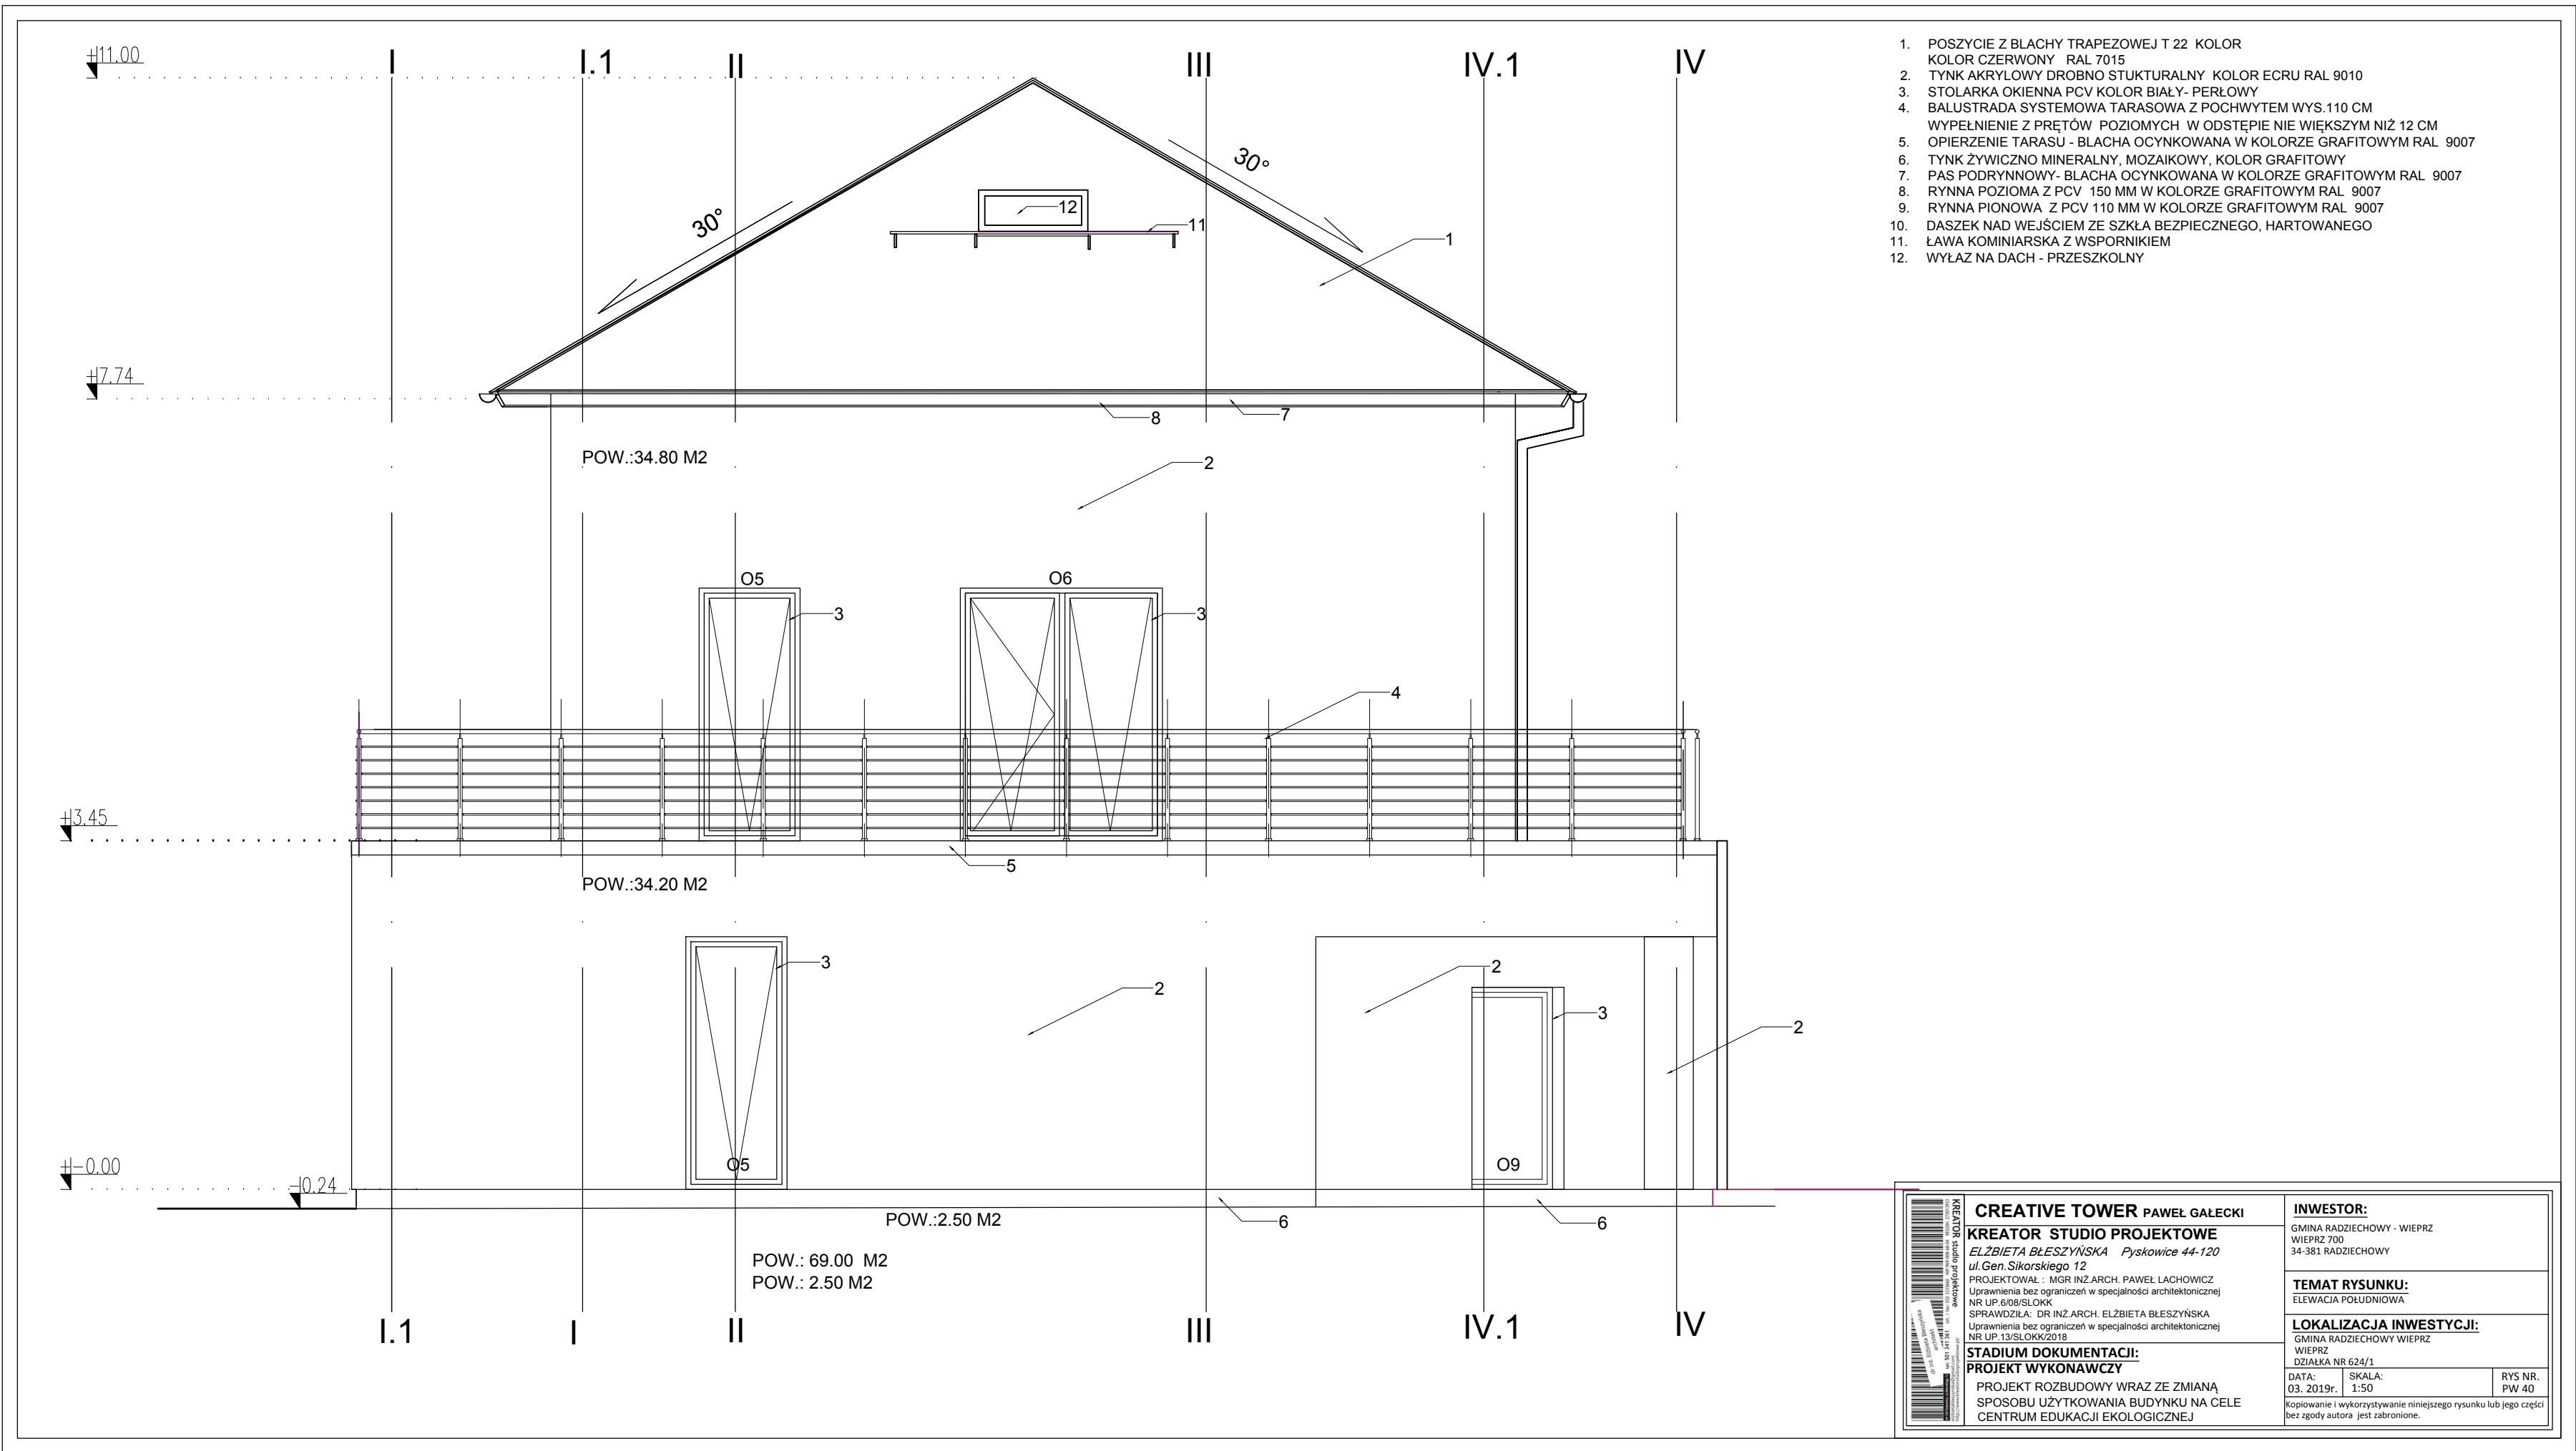 +11.00
I
I.1
II
III
IV.1
IV
30°
30°
12
11
1
+7.74
8
7
POW.:34.80 M2
2
O5
O6
3
3
4
+3.45
5
POW.:34.20 M2
3
2
2
3
2
O5
O9
+-0.00
-0.24
POW.:2.50 M2
6
6
POW.: 69.00 M2
POW.: 2.50 M2
I.1
I
II
III
IV.1
IV
1. POSZYCIE Z BLACHY TRAPEZOWEJ T 22 KOLOR
KOLOR CZERWONY RAL 7015
2. TYNK AKRYLOWY DROBNO STUKTURALNY KOLOR ECRU RAL 9010
3. STOLARKA OKIENNA PCV KOLOR BIAŁY- PERŁOWY
4. BALUSTRADA SYSTEMOWA TARASOWA Z POCHWYTEM WYS.110 CM
WYPEŁNIENIE Z PRĘTÓW POZIOMYCH W ODSTĘPIE NIE WIĘKSZYM NIŻ 12 CM
5. OPIERZENIE TARASU - BLACHA OCYNKOWANA W KOLORZE GRAFITOWYM RAL 9007
6. TYNK ŻYWICZNO MINERALNY, MOZAIKOWY, KOLOR GRAFITOWY
7. PAS PODRYNNOWY- BLACHA OCYNKOWANA W KOLORZE GRAFITOWYM RAL 9007
8. RYNNA POZIOMA Z PCV 150 MM W KOLORZE GRAFITOWYM RAL 9007
9. RYNNA PIONOWA Z PCV 110 MM W KOLORZE GRAFITOWYM RAL 9007
10. DASZEK NAD WEJŚCIEM ZE SZKŁA BEZPIECZNEGO, HARTOWANEGO
11. ŁAWA KOMINIARSKA Z WSPORNIKIEM
12. WYŁAZ NA DACH - PRZESZKOLNY
KREATOR studio projektowe
CREATIVE TOWER PAWEŁ GAŁECKI
KREATOR STUDIO PROJEKTOWE
ELŻBIETA BŁESZYŃSKA Pyskowice 44-120
ul.Gen.Sikorskiego 12
PROJEKTOWAŁ : MGR INŻ.ARCH. PAWEŁ LACHOWICZ
Uprawnienia bez ograniczeń w specjalności architektonicznej
NR UP.6/08/SLOKK
SPRAWDZIŁA: DR INŻ.ARCH. ELŻBIETA BŁESZYŃSKA
Uprawnienia bez ograniczeń w specjalności architektonicznej
NR UP.13/SLOKK/2018
STADIUM DOKUMENTACJI:
PROJEKT WYKONAWCZY
PROJEKT ROZBUDOWY WRAZ ZE ZMIANĄ
SPOSOBU UŻYTKOWANIA BUDYNKU NA CELE
CENTRUM EDUKACJI EKOLOGICZNEJ
INWESTOR:
GMINA RADZIECHOWY - WIEPRZ
WIEPRZ 700
34-381 RADZIECHOWY
TEMAT RYSUNKU:
ELEWACJA POŁUDNIOWA
LOKALIZACJA INWESTYCJI:
GMINA RADZIECHOWY WIEPRZ
WIEPRZ
DZIAŁKA NR 624/1
DATA:
03. 2019r.
SKALA:
1:50
RYS NR.
PW 40
Kopiowanie i wykorzystywanie niniejszego rysunku lub jego części
bez zgody autora jest zabronione.